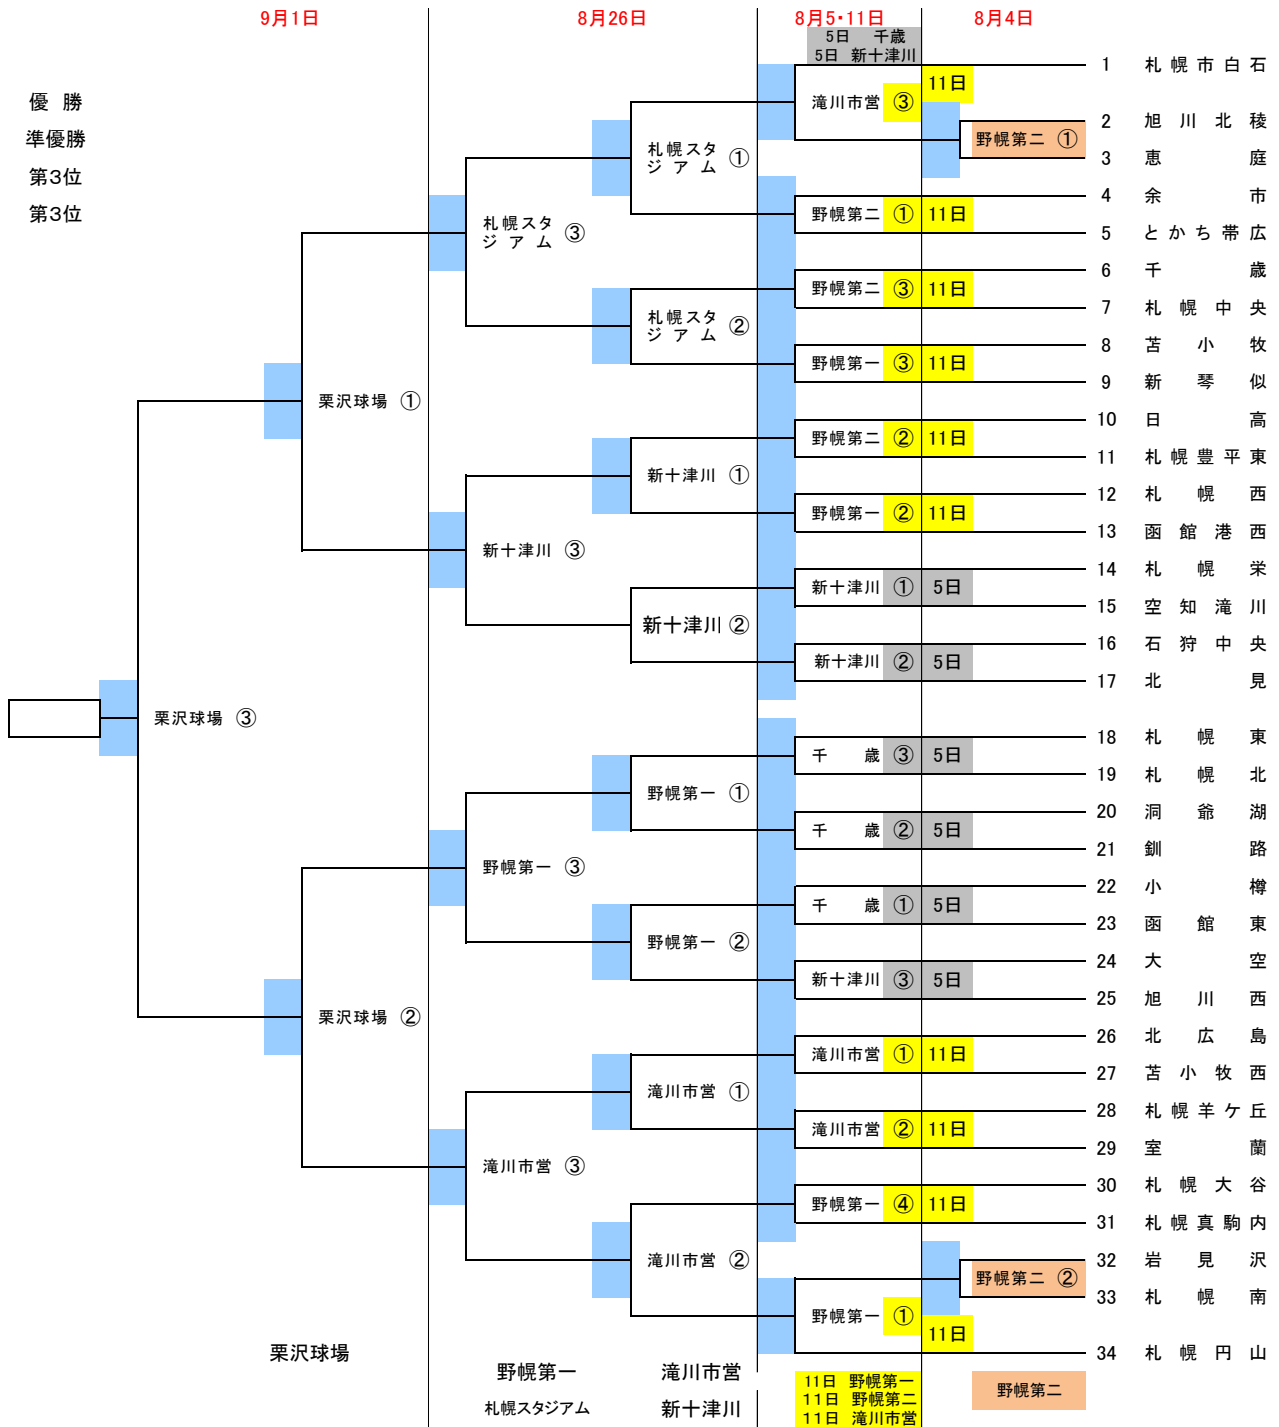 9月1日 8月26日 8月5・11日 8月4日
5日 千歳
5日 新十津川
1 札幌市白石
11日
優 勝
滝川市営 ③
2 旭川北稜
準優勝
野幌第二 ①
札幌スタ
ジアム ①
3 恵庭
第3位
4 余市
第3位
野幌第二 ① 11日
札幌スタ
ジアム ③
5 とかち帯広
6 千歳
野幌第二 ③ 11日
7 札幌中央
札幌スタ
ジアム ②
8 苫小牧
野幌第一 ③ 11日
9 新琴似
栗沢球場 ①
10 日高
野幌第二 ② 11日
11 札幌豊平東
新十津川 ①
12 札幌西
野幌第一 ② 11日
13 函館港西
新十津川 ③
14 札幌栄
新十津川 ① 5日
15 空知滝川
新十津川 ②
16 石狩中央
新十津川 ② 5日
17 北見
栗沢球場 ③
18 札幌東
千歳 ③ 5日
19 札幌北
野幌第一 ①
20 洞爺湖
千歳 ② 5日
21 釧路
野幌第一 ③
22 小樽
千歳 ① 5日
23 函館東
野幌第一 ②
24 大空
新十津川 ③ 5日
25 旭川西
栗沢球場 ②
26 北広島
滝川市営 ① 11日
27 苫小牧西
滝川市営 ①
28 札幌羊ケ丘
滝川市営 ② 11日
29 室蘭
滝川市営 ③
30 札幌大谷
野幌第一 ④ 11日
31 札幌真駒内
滝川市営 ②
32 岩見沢
野幌第二 ②
33 札幌南
野幌第一 ①
11日
34 札幌円山
栗沢球場
野幌第一 滝川市営
札幌スタジアム 新十津川
11日 野幌第一
11日 野幌第二
11日 滝川市営
野幌第二